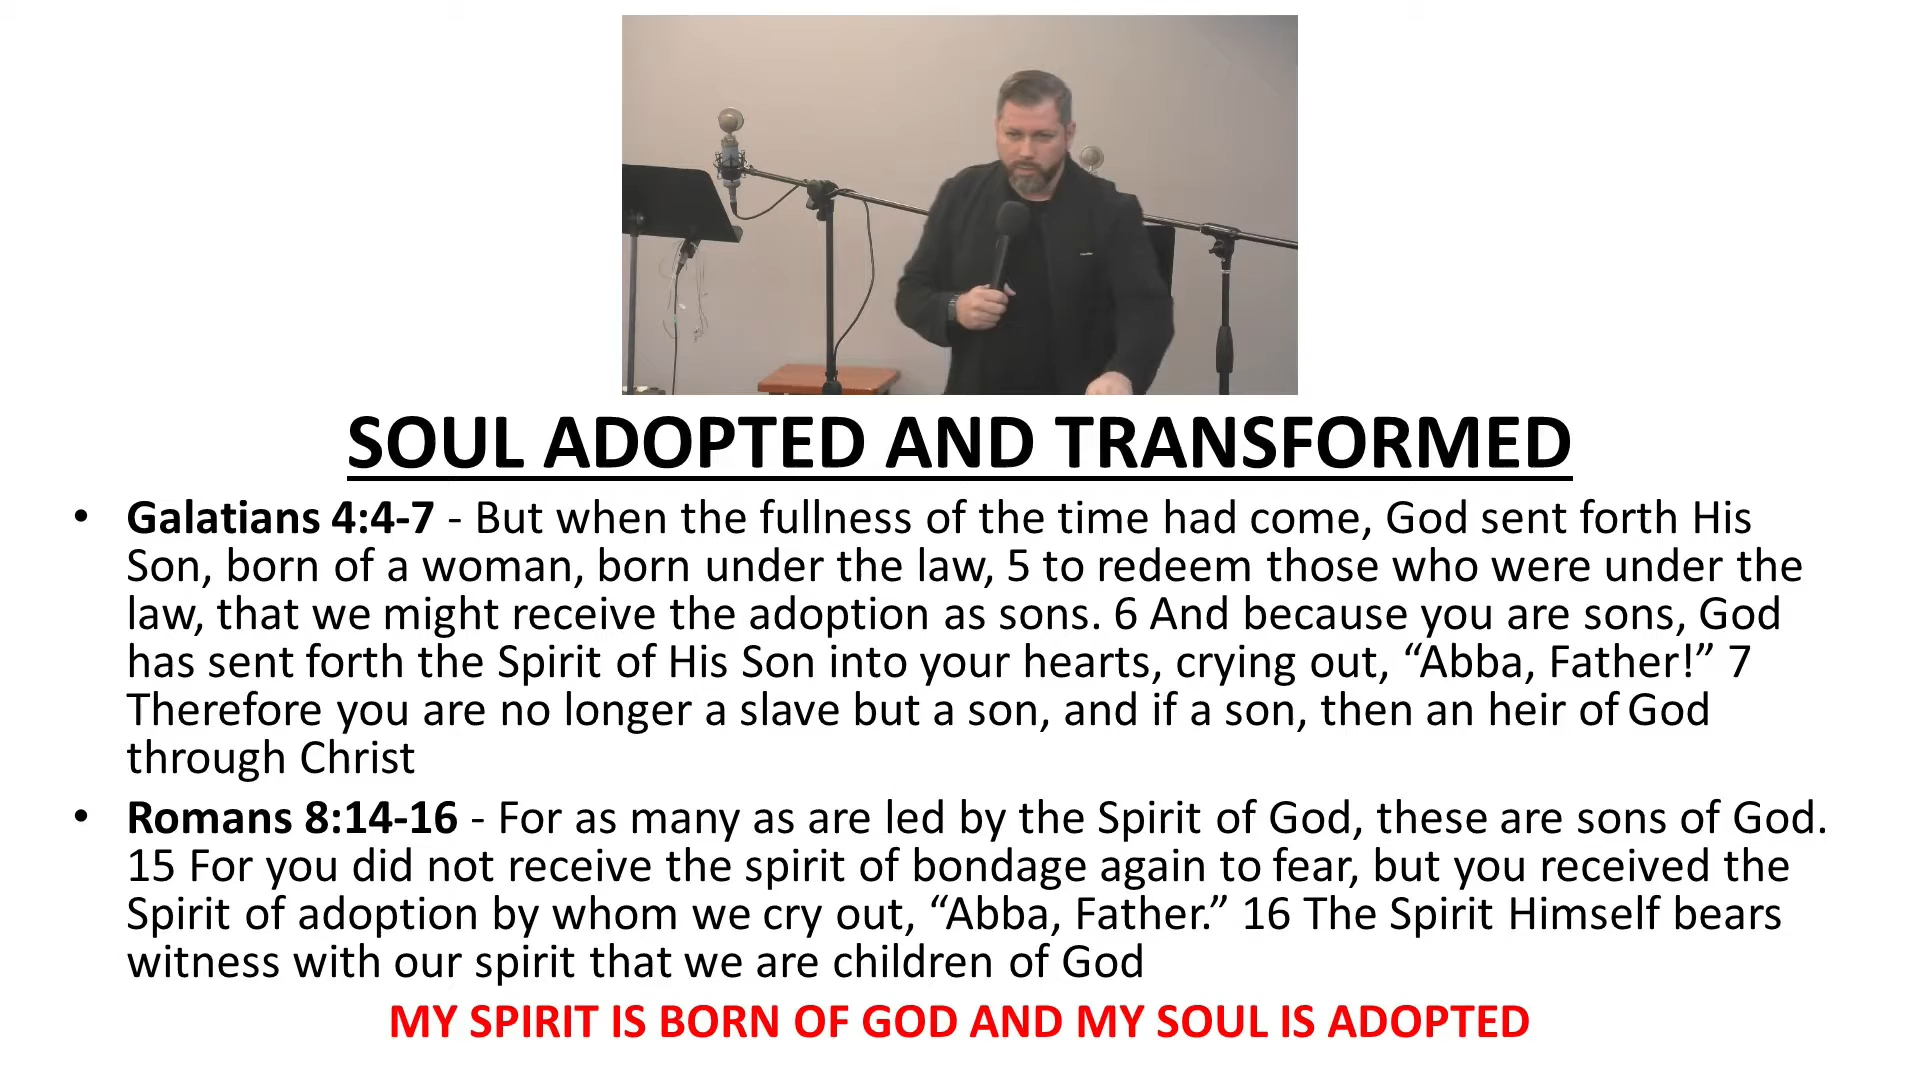 SOUL ADOPTED AND TRANSFORMED
• Galatians 4:4-7 - But when the fullness of the time had come, God sent forth His
Son, born of a woman, born under the law, 5 to redeem those who were under the
law, that we might receive the adoption as sons. 6 And because you are sons, God
has sent forth the Spirit of His Son into your hearts, crying out, “Abba, Father!” 7
Therefore you are no longer a slave but a son, and if a son, then an heir of God
through Christ
• Romans 8:14-16 - For as many as are led by the Spirit of God, these are sons of God.
15 For you did not receive the spirit of bondage again to fear, but you received the
Spirit of adoption by whom we cry out, “Abba, Father.” 16 The Spirit Himself bears
witness with our spirit that we are children of God
MY SPIRIT IS BORN OF GOD AND MY SOUL IS ADOPTED